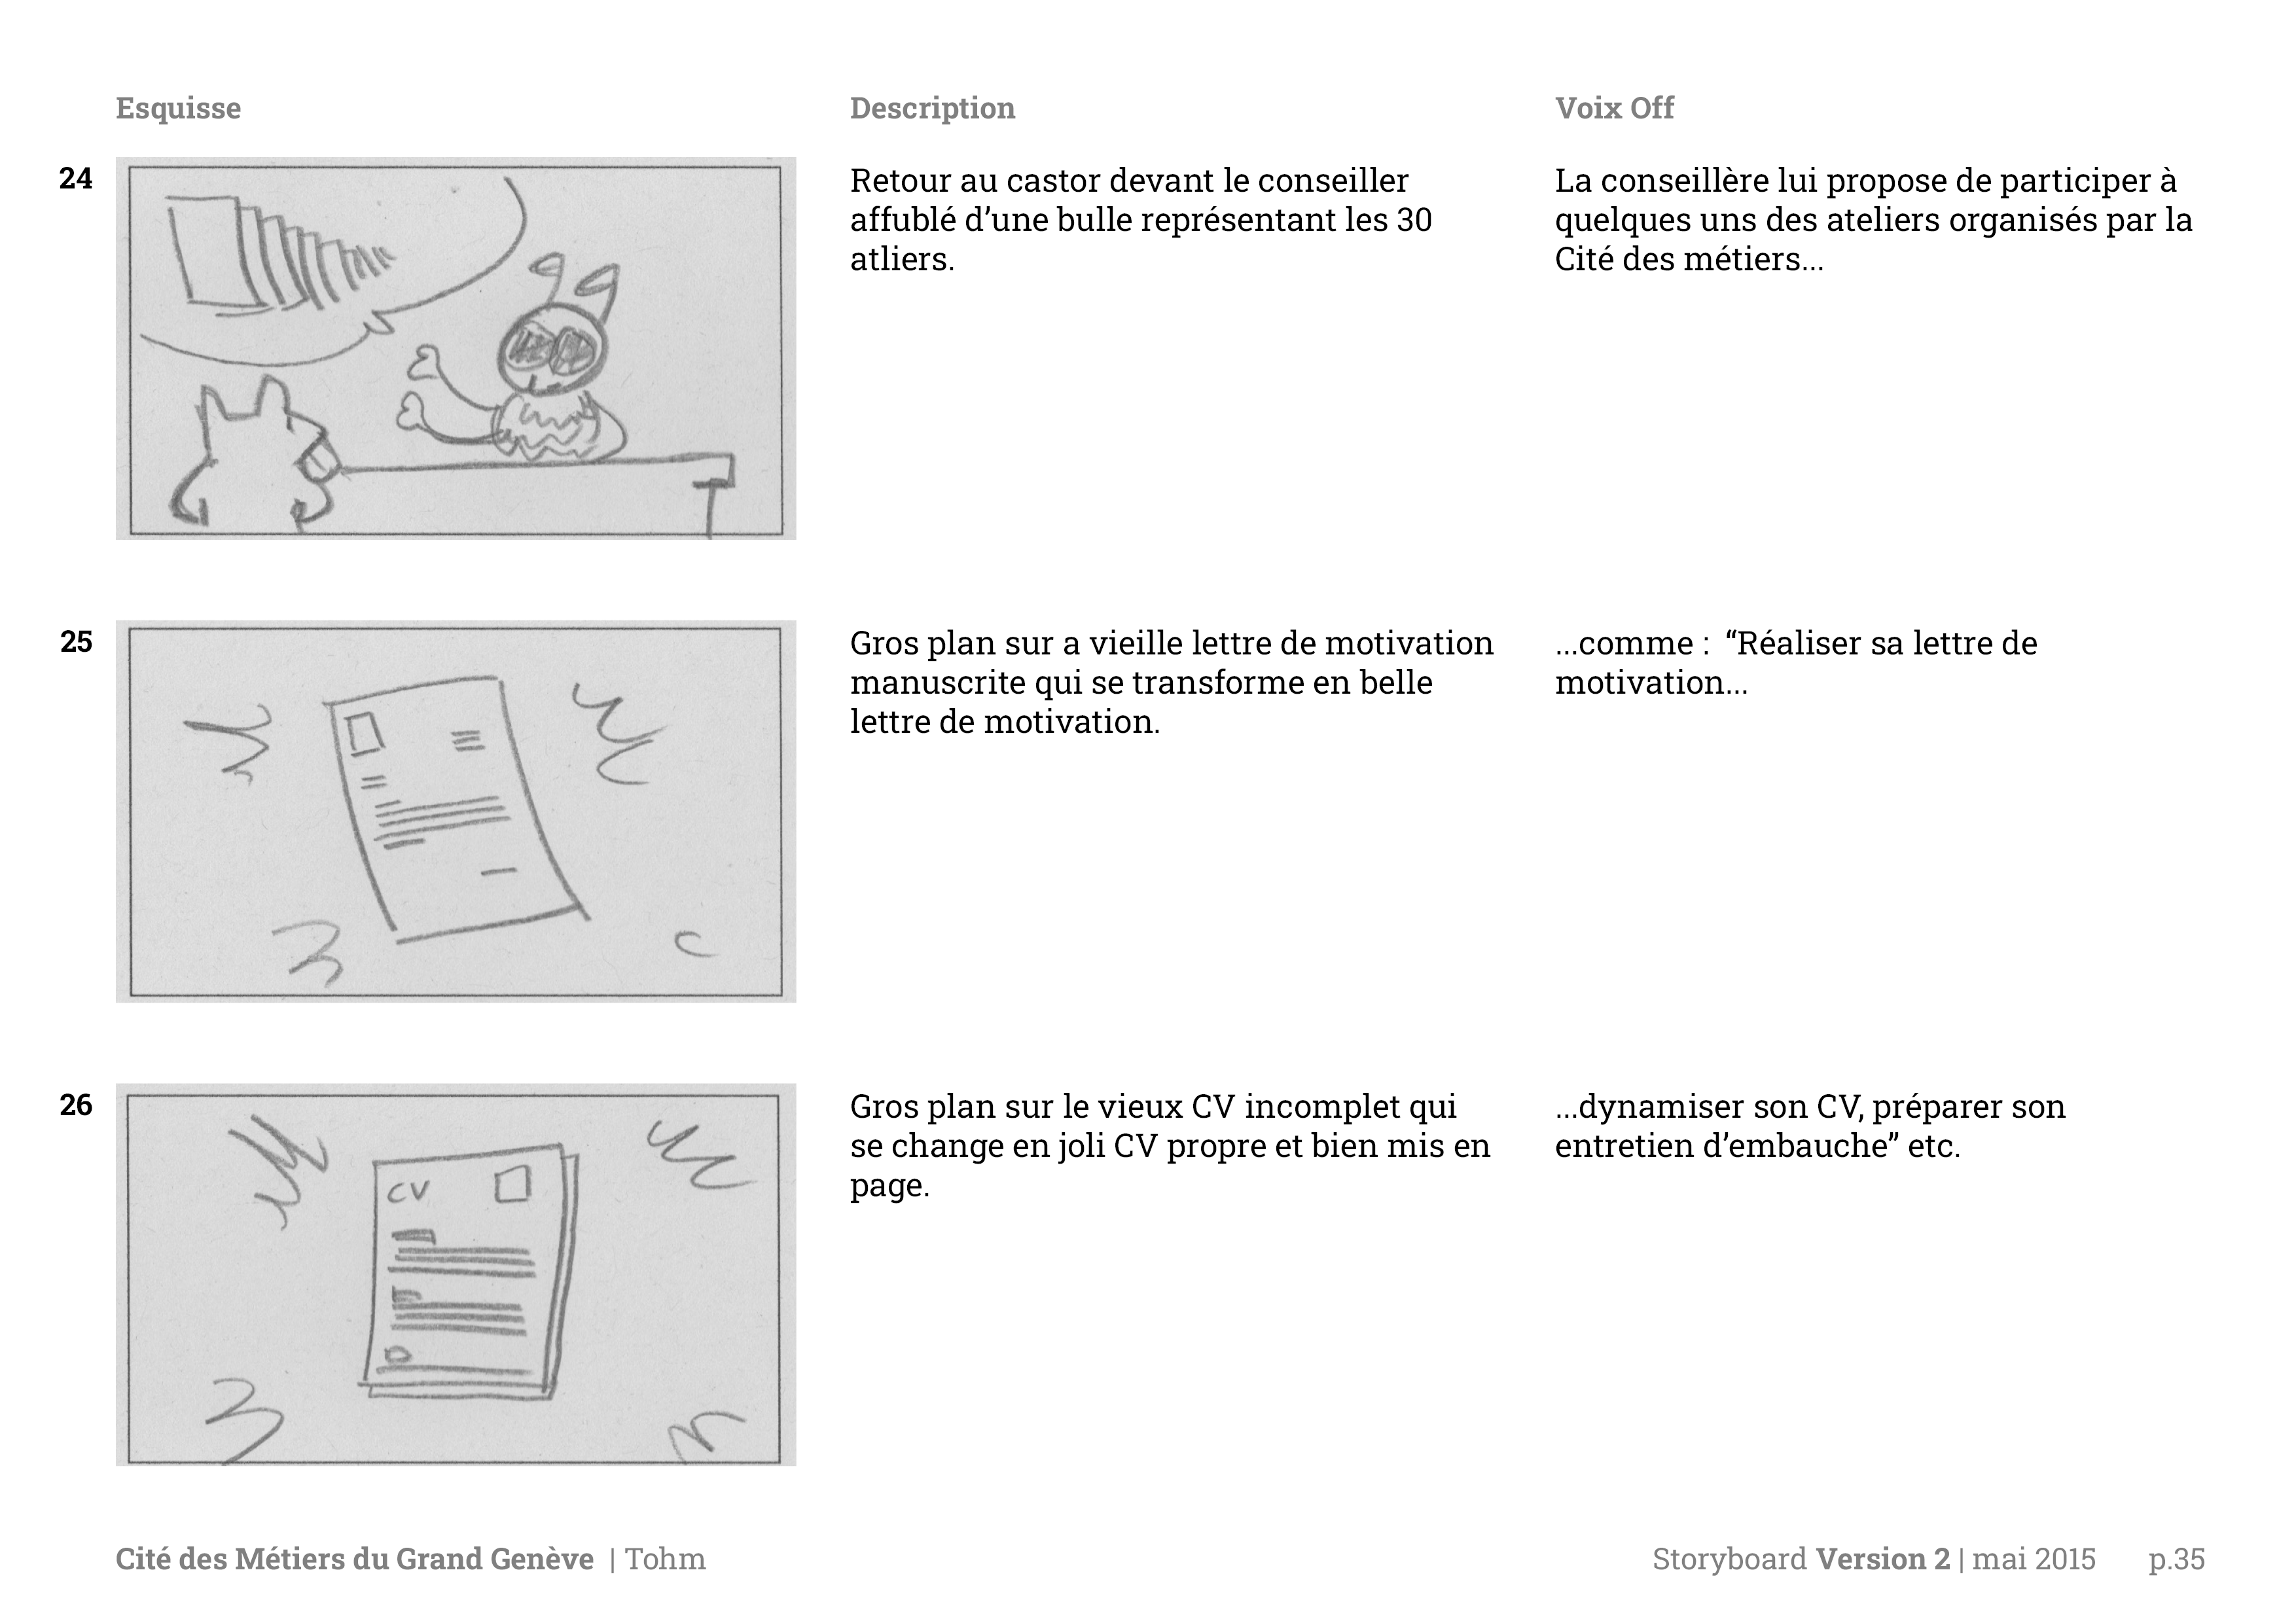 Esquisse
Description
Voix Off
24
Retour au castor devant le conseiller
affublé d’une bulle représentant les 30
atliers.
La conseillère lui propose de participer à
quelques uns des ateliers organisés par la
Cité des métiers...
25
Gros plan sur a vieille lettre de motivation
manuscrite qui se transforme en belle
lettre de motivation.
...comme :  “Réaliser sa lettre de
motivation...
26
CV
Gros plan sur le vieux CV incomplet qui
se change en joli CV propre et bien mis en
page.
...dynamiser son CV, préparer son
entretien d’embauche” etc.
Cité des Métiers du Grand Genève | Tohm
Storyboard Version 2 | mai 2015 p.35